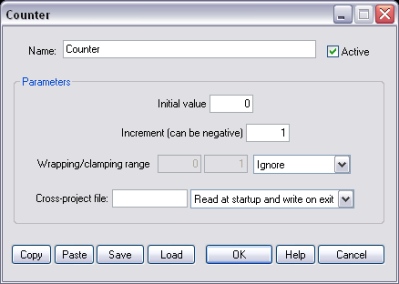 Counter
Name: Counter Active
Parameters
Initial value 0
Increment (can be negative) 1
Wrapping/clamping range 0 1 Ignore
Cross-project file: Read at startup and write on exit
Copy Paste Save Load OK Help Cancel